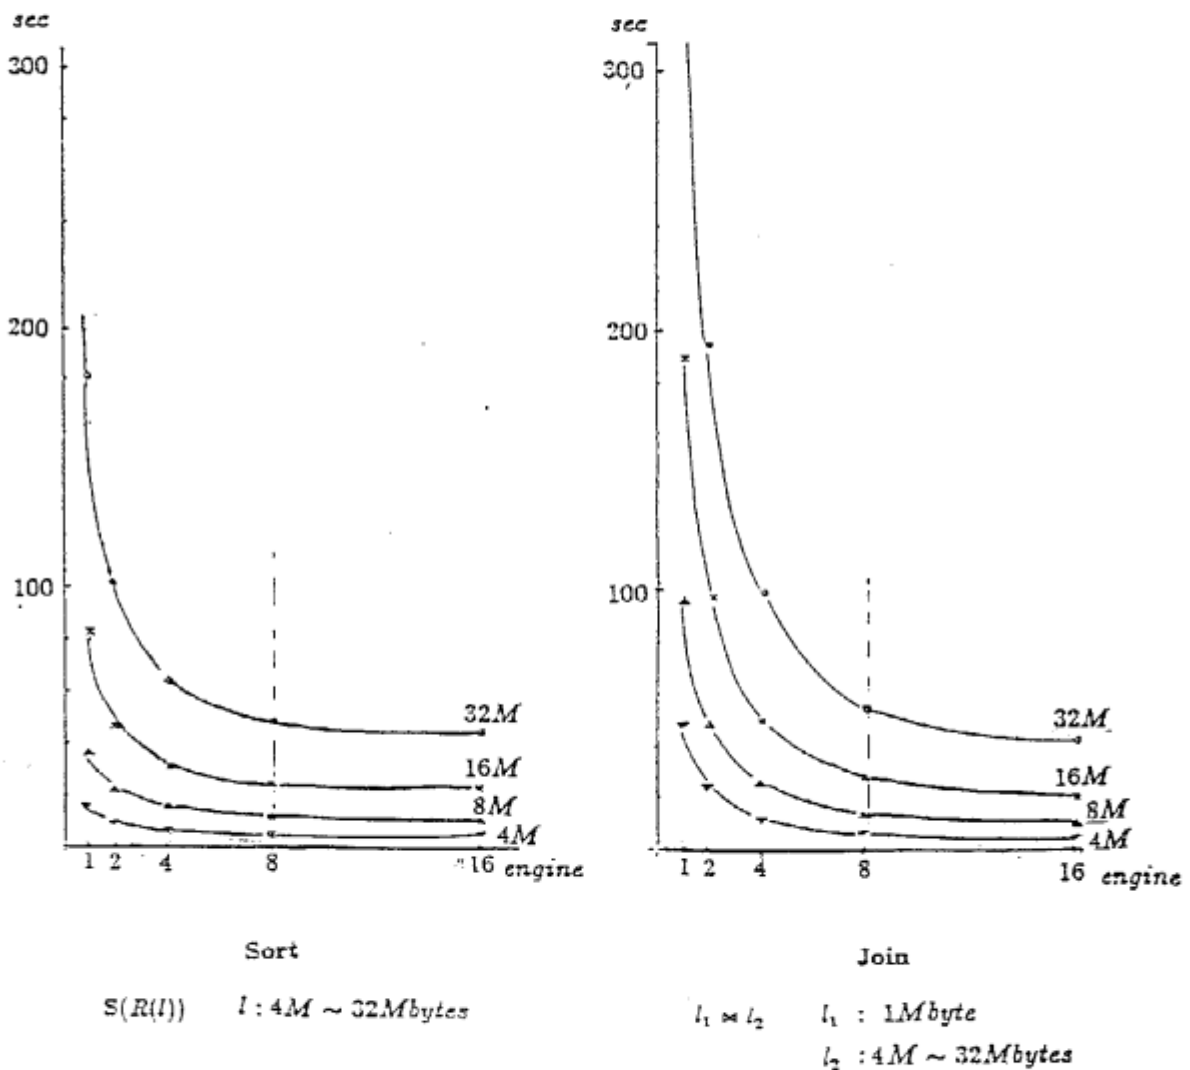 sec
300
200
100
32M
16M
8M
4M
1 2 4 8 16 engine
Sort
S(R(l)) l : 4M ~ 32Mbytes
sec
300
200
100
32M
16M
8M
4M
1 2 4 8 16 engine
Join
l₁ ⋈ l₂ l₁ : 1Mbyte
l₂ : 4M ~ 32Mbytes